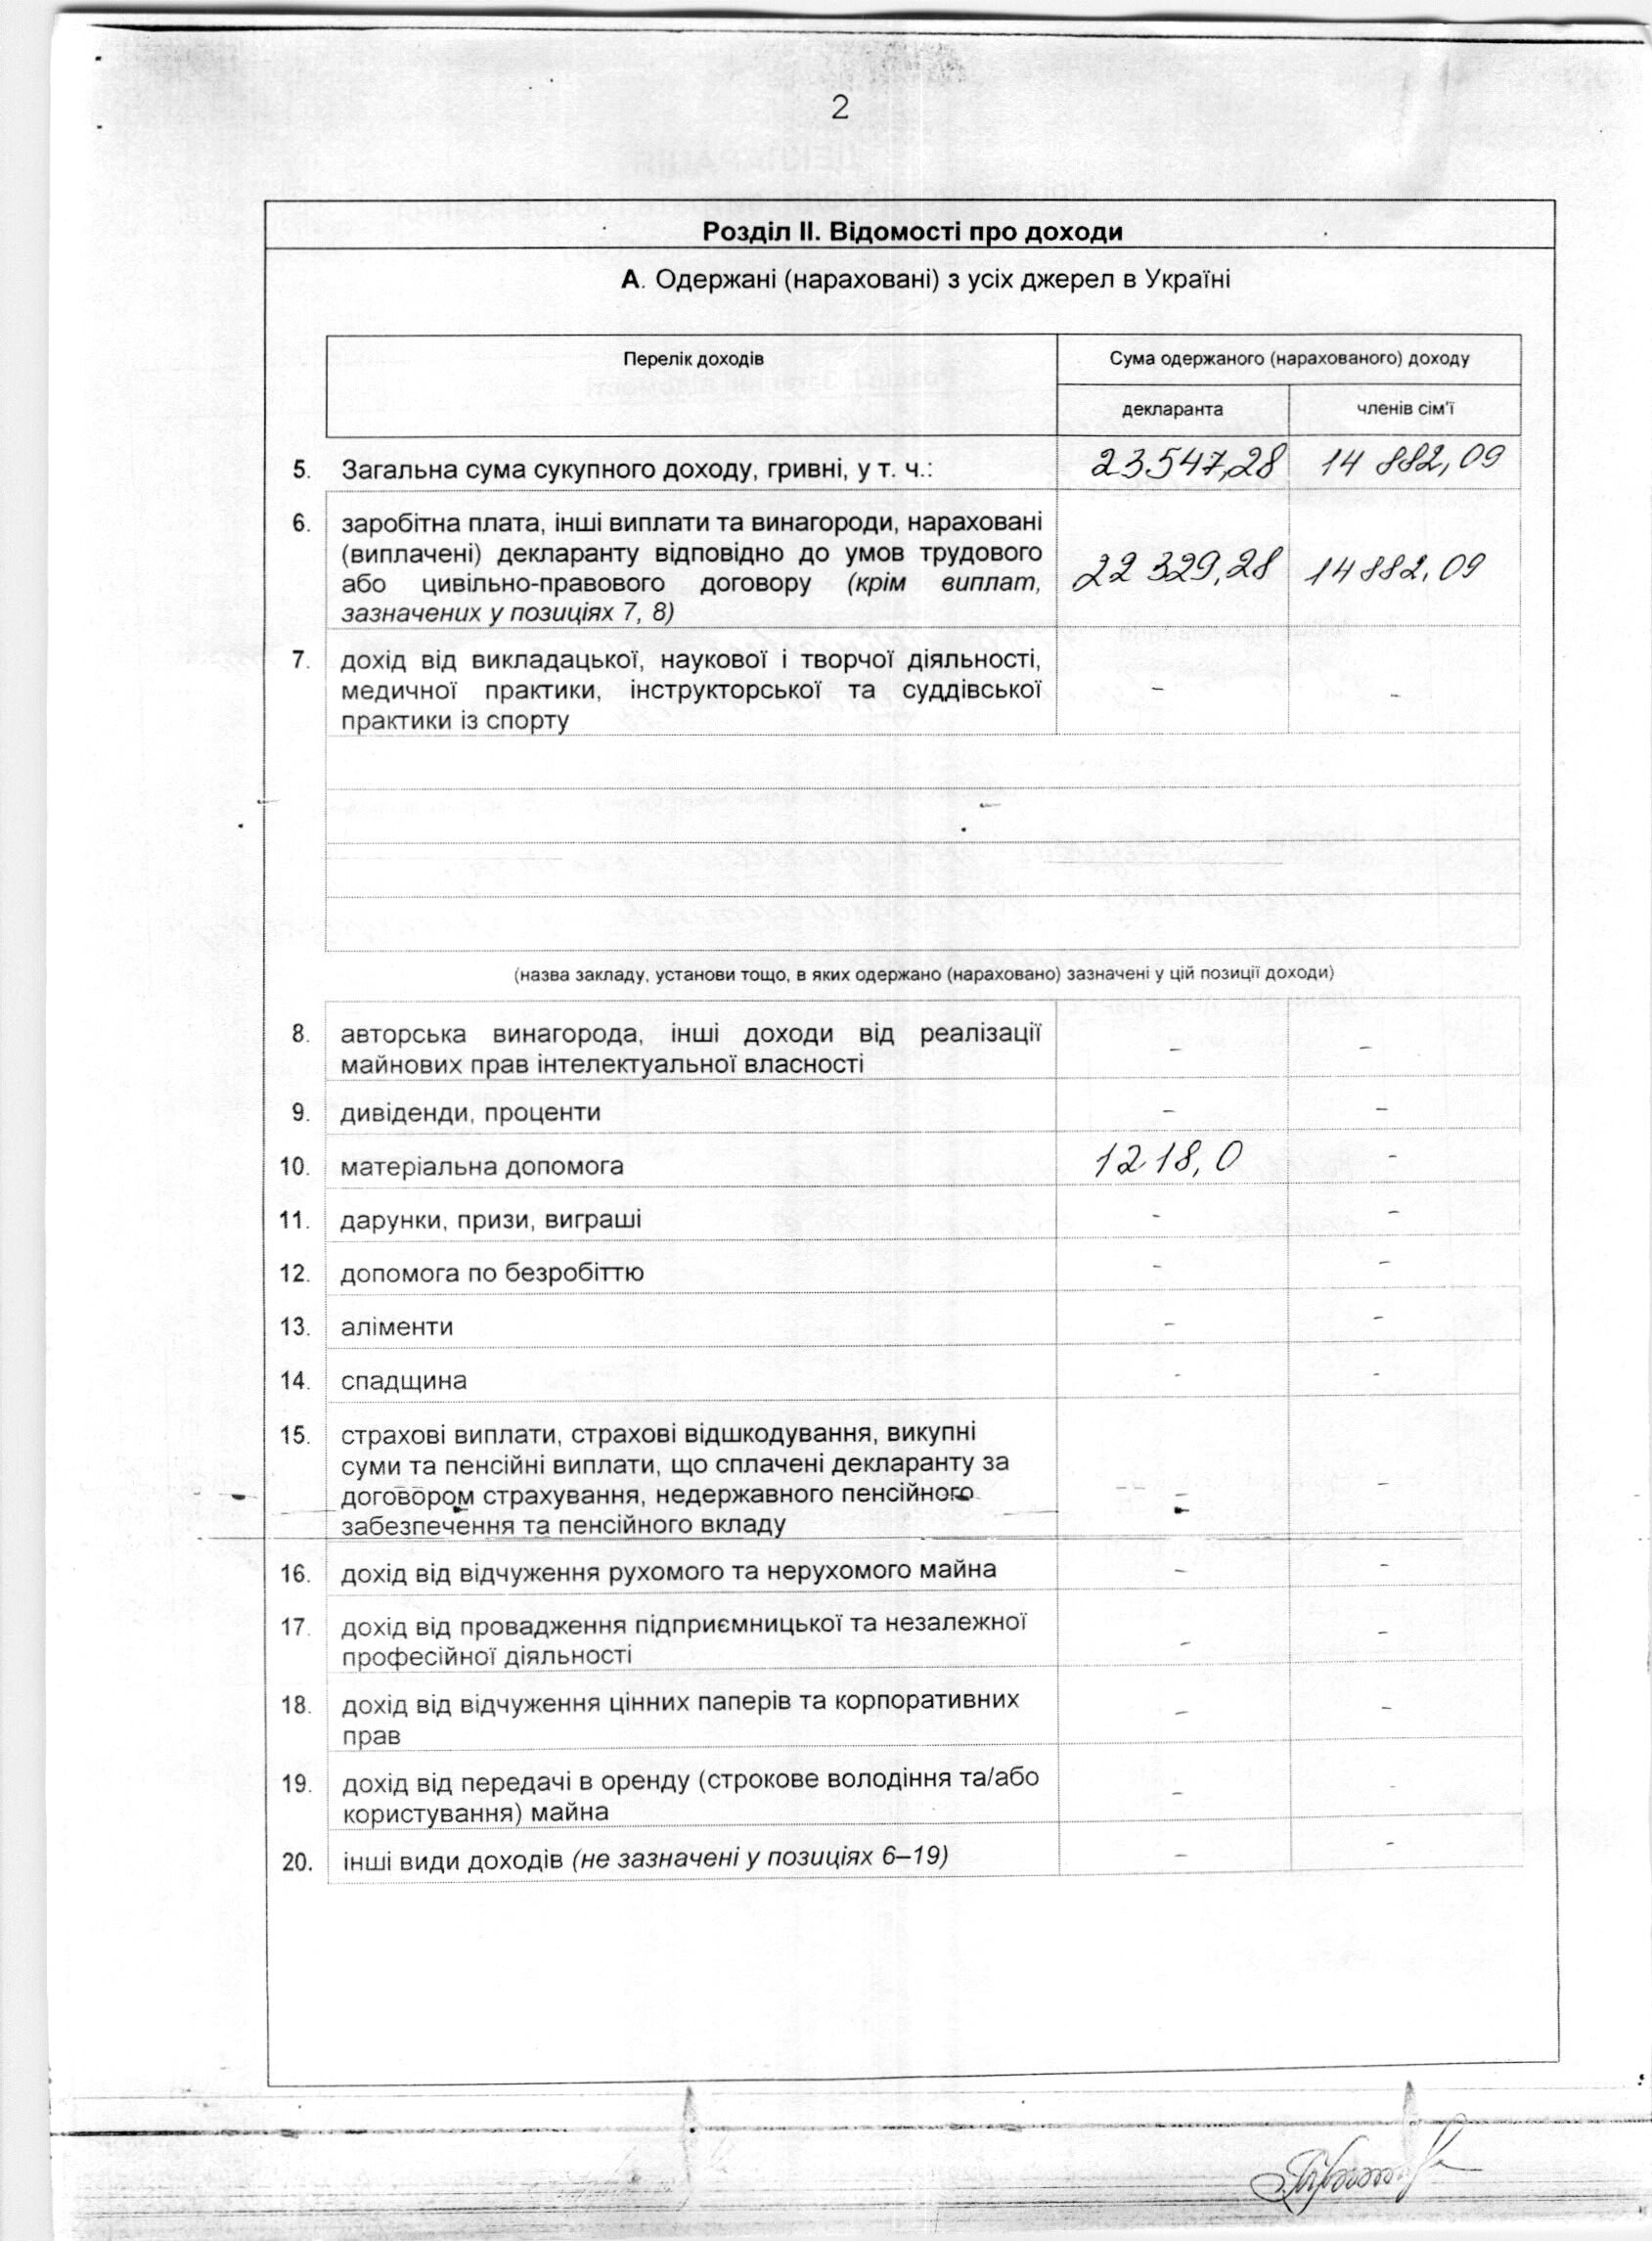 2
Розділ II. Відомості про доходи
А. Одержані (нараховані) з усіх джерел в Україні
Перелік доходів
Сума одержаного (нарахованого) доходу
декларанта
членів сім'ї
5. Загальна сума сукупного доходу, гривні, у т. ч.: 23547,28 14 882,09
6. заробітна плата, інші виплати та винагороди, нараховані
(виплачені) декларанту відповідно до умов трудового
або цивільно-правового договору (крім виплат, 22 329,28 14882,09
зазначених у позиціях 7, 8)
7. дохід від викладацької, наукової і творчої діяльності,
медичної практики, інструкторської та суддівської - -
практики із спорту
-
(назва закладу, установи тощо, в яких одержано (нараховано) зазначені у цій позиції доходи)
8. авторська винагорода, інші доходи від реалізації
майнових прав інтелектуальної власності - -
9. дивіденди, проценти - -
10. матеріальна допомога 1218,0 -
11. дарунки, призи, виграші - -
12. допомога по безробіттю - -
13. аліменти - -
14. спадщина - -
15. страхові виплати, страхові відшкодування, викупні
суми та пенсійні виплати, що сплачені декларанту за
договором страхування, недержавного пенсійного - -
забезпечення та пенсійного вкладу
16. дохід від відчуження рухомого та нерухомого майна - -
17. дохід від провадження підприємницької та незалежної
професійної діяльності - -
18. дохід від відчуження цінних паперів та корпоративних
прав - -
19. дохід від передачі в оренду (строкове володіння та/або
користування) майна - -
20. інші види доходів (не зазначені у позиціях 6–19) - -